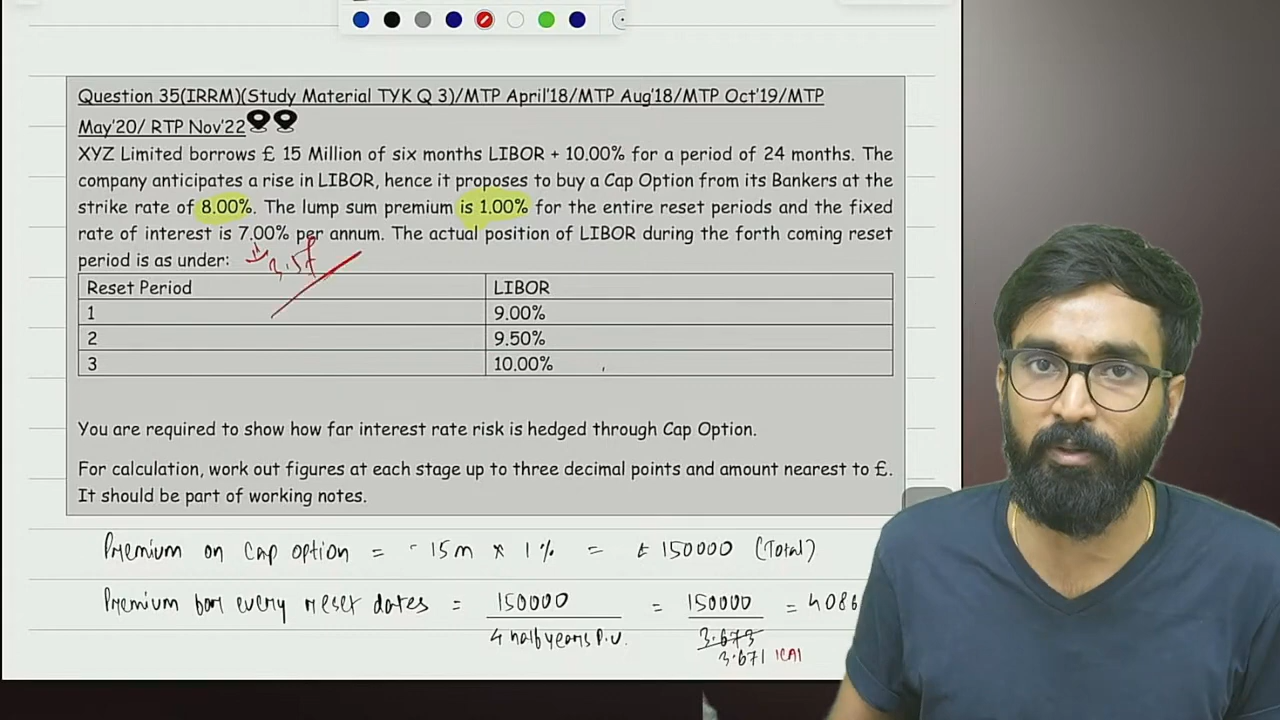 Question 35(IRRM)(Study Material TYK Q 3)/MTP April'18/MTP Aug'18/MTP Oct'19/MTP
May'20/ RTP Nov'22
XYZ Limited borrows £ 15 Million of six months LIBOR + 10.00% for a period of 24 months. The
company anticipates a rise in LIBOR, hence it proposes to buy a Cap Option from its Bankers at the
strike rate of 8.00%. The lump sum premium is 1.00% for the entire reset periods and the fixed
rate of interest is 7.00% per annum. The actual position of LIBOR during the forth coming reset
period is as under:
3.5%
Reset Period LIBOR
1 9.00%
2 9.50%
3 10.00%
You are required to show how far interest rate risk is hedged through Cap Option.
For calculation, work out figures at each stage up to three decimal points and amount nearest to £.
It should be part of working notes.
Premium on cap option = 15m × 1% = £ 150000 (Total)
Premium for every reset dates = 150000 = 150000 = 4086
4 half years P.V. 3.673
3.671 ICAI